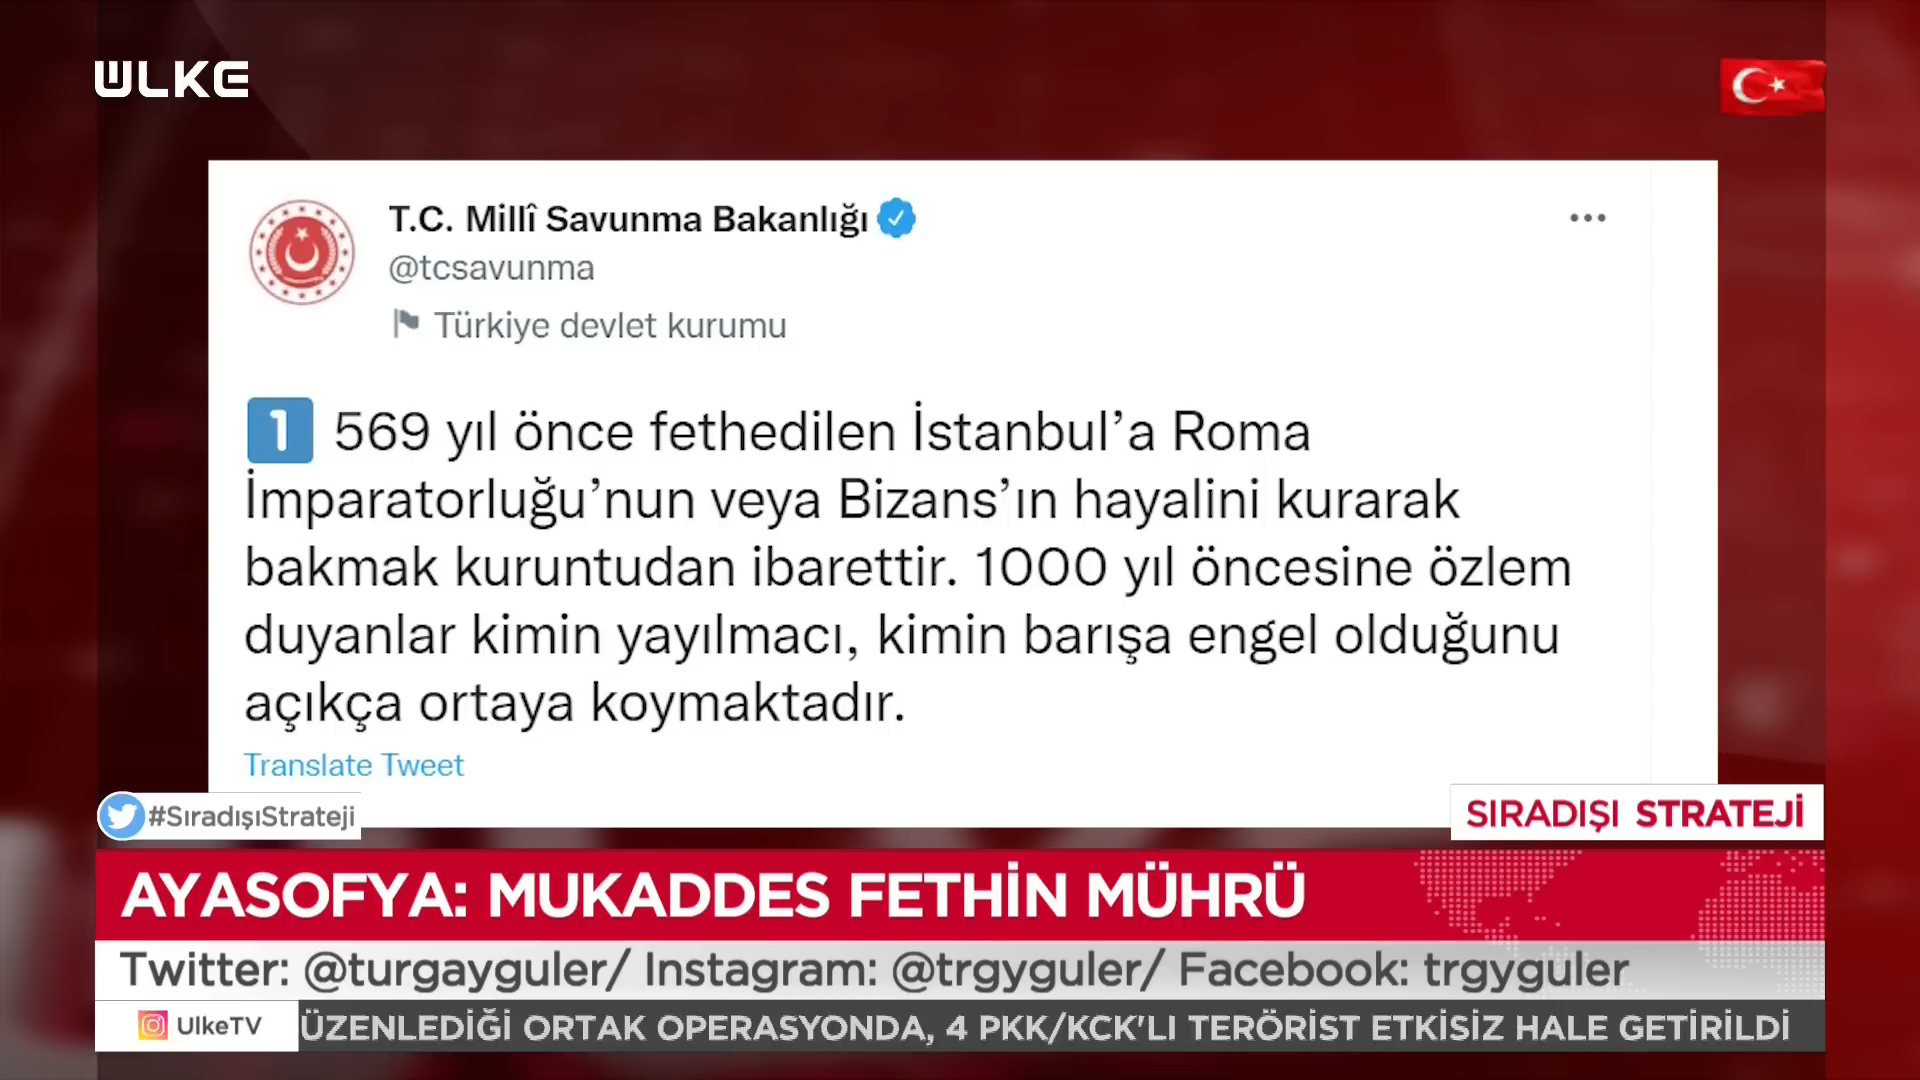 ULKE
T.C. Millî Savunma Bakanlığı
@tcsavunma
Türkiye devlet kurumu
1 569 yıl önce fethedilen İstanbul’a Roma
İmparatorluğu’nun veya Bizans’ın hayalini kurarak
bakmak kuruntudan ibarettir. 1000 yıl öncesine özlem
duyanlar kimin yayılmacı, kimin barışa engel olduğunu
açıkça ortaya koymaktadır.
Translate Tweet
#SıradışıStrateji
SIRADIŞI STRATEJİ
AYASOFYA: MUKADDES FETHİN MÜHRÜ
Twitter: @turgayguler/ Instagram: @trgyguler/ Facebook: trgyguler
UlkeTV
ÜZENLEDİĞİ ORTAK OPERASYONDA, 4 PKK/KCK'LI TERÖRİST ETKİSİZ HALE GETİRİLDİ